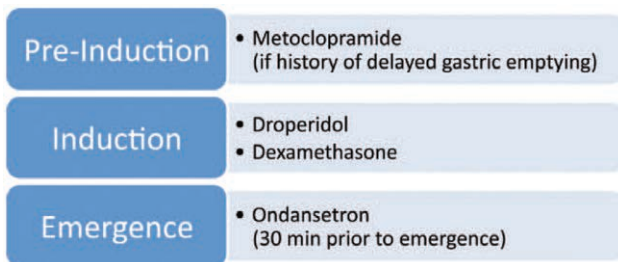 Pre-Induction
• Metoclopramide
(if history of delayed gastric emptying)
Induction
• Droperidol
• Dexamethasone
Emergence
• Ondansetron
(30 min prior to emergence)